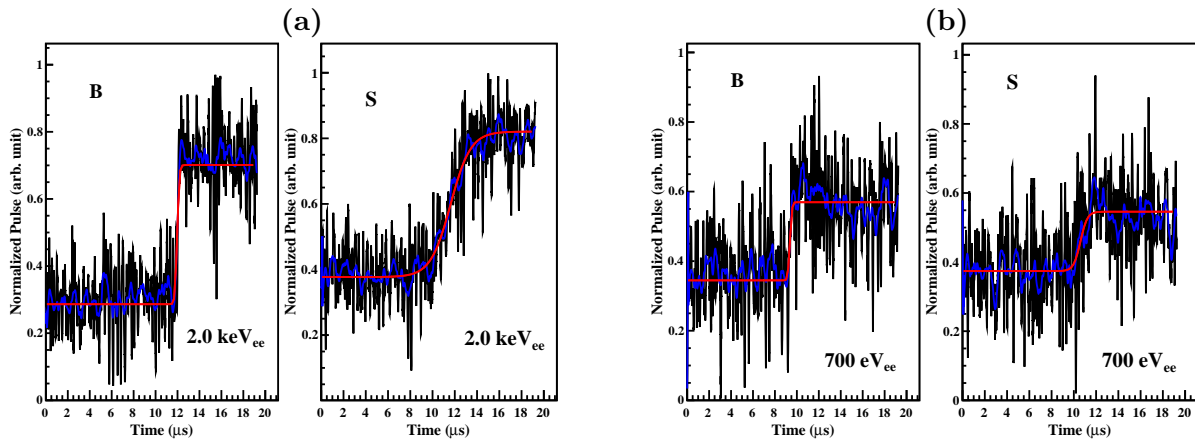 (a)
(b)
Normalized Pulse (arb. unit)
1
0.8
0.6
0.4
0.2
0
B
2.0 keVee
0 2 4 6 8 10 12 14 16 18 20
Time (μs)
Normalized Pulse (arb. unit)
1
0.8
0.6
0.4
0.2
S
2.0 keVee
0 2 4 6 8 10 12 14 16 18 20
Time (μs)
Normalized Pulse (arb. unit)
1
0.8
0.6
0.4
0.2
0
B
700 eVee
0 2 4 6 8 10 12 14 16 18 20
Time (μs)
Normalized Pulse (arb. unit)
1
0.8
0.6
0.4
0.2
0
S
700 eVee
0 2 4 6 8 10 12 14 16 18 20
Time (μs)